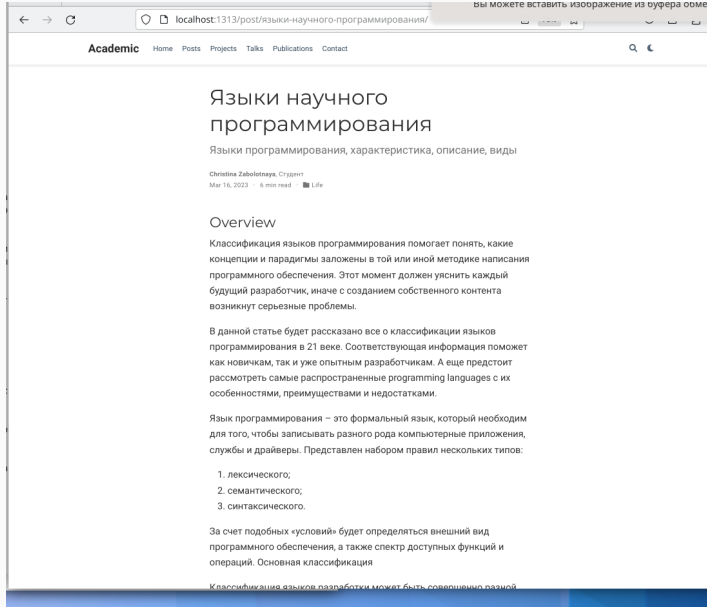 Вы можете вставить изображение из буфера обме
localhost:1313/post/языки-научного-программирования/
Academic Home Posts Projects Talks Publications Contact
Языки научного
программирования
Языки программирования, характеристика, описание, виды
Christina Zabolotnaya, Студент
Mar 16, 2023 · 6 min read · Life
Overview
Классификация языков программирования помогает понять, какие
концепции и парадигмы заложены в той или иной методике написания
программного обеспечения. Этот момент должен уяснить каждый
будущий разработчик, иначе с созданием собственного контента
возникнут серьезные проблемы.
В данной статье будет рассказано все о классификации языков
программирования в 21 веке. Соответствующая информация поможет
как новичкам, так и уже опытным разработчикам. А еще предстоит
рассмотреть самые распространенные programming languages с их
особенностями, преимуществами и недостатками.
Язык программирования – это формальный язык, который необходим
для того, чтобы записывать разного рода компьютерные приложения,
службы и драйверы. Представлен набором правил нескольких типов:
1. лексического;
2. семантического;
3. синтаксического.
За счет подобных «условий» будет определяться внешний вид
программного обеспечения, а также спектр доступных функций и
операций. Основная классификация
Классификация языков разработки может быть совершенно разной